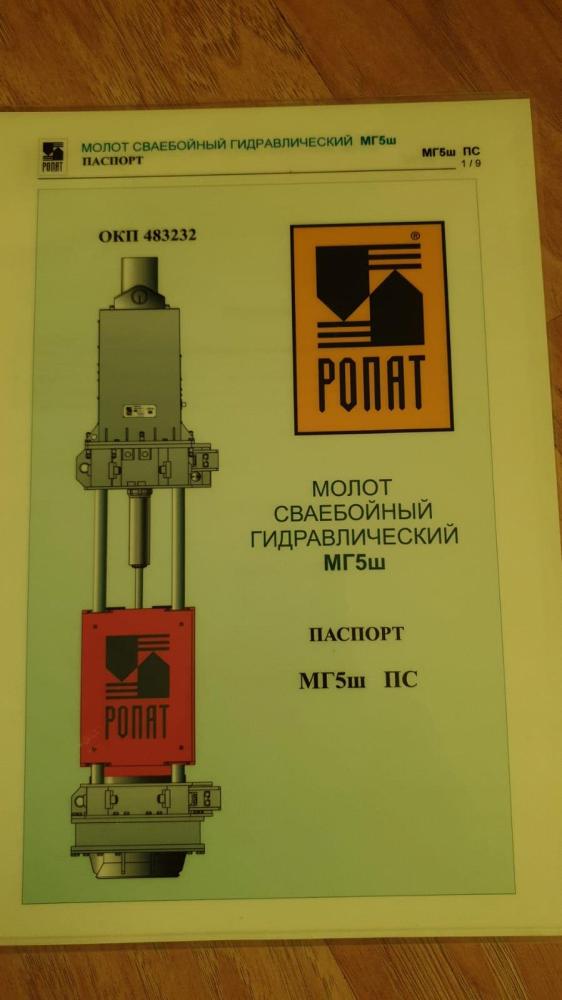 МОЛОТ СВАЕБОЙНЫЙ ГИДРАВЛИЧЕСКИЙ МГ5ш
ПАСПОРТ
МГ5ш ПС
1 / 9
РОПАТ
ОКП 483232
®
РОПАТ
МОЛОТ
СВАЕБОЙНЫЙ
ГИДРАВЛИЧЕСКИЙ
МГ5ш
ПАСПОРТ
МГ5ш ПС
РОПАТ